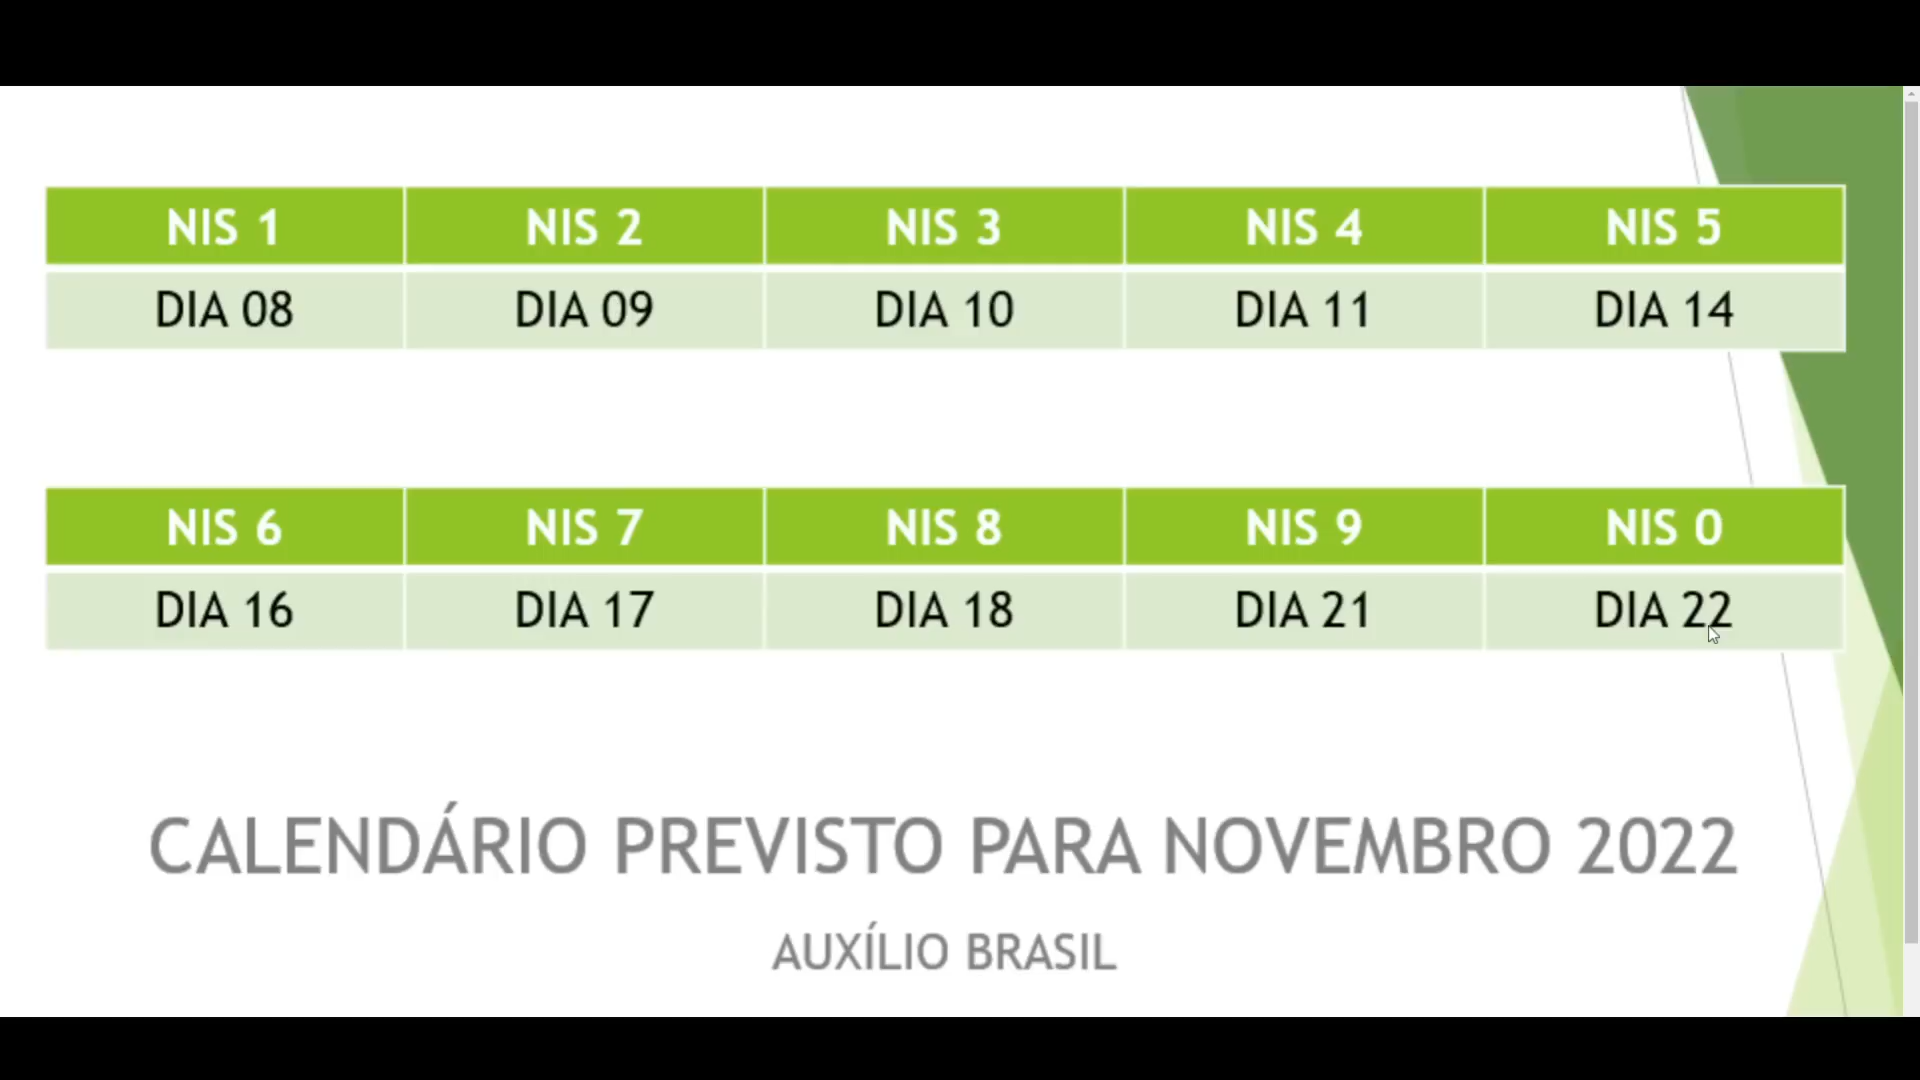 NIS 1 NIS 2 NIS 3 NIS 4 NIS 5
DIA 08 DIA 09 DIA 10 DIA 11 DIA 14
NIS 6 NIS 7 NIS 8 NIS 9 NIS 0
DIA 16 DIA 17 DIA 18 DIA 21 DIA 22
CALENDÁRIO PREVISTO PARA NOVEMBRO 2022
AUXÍLIO BRASIL